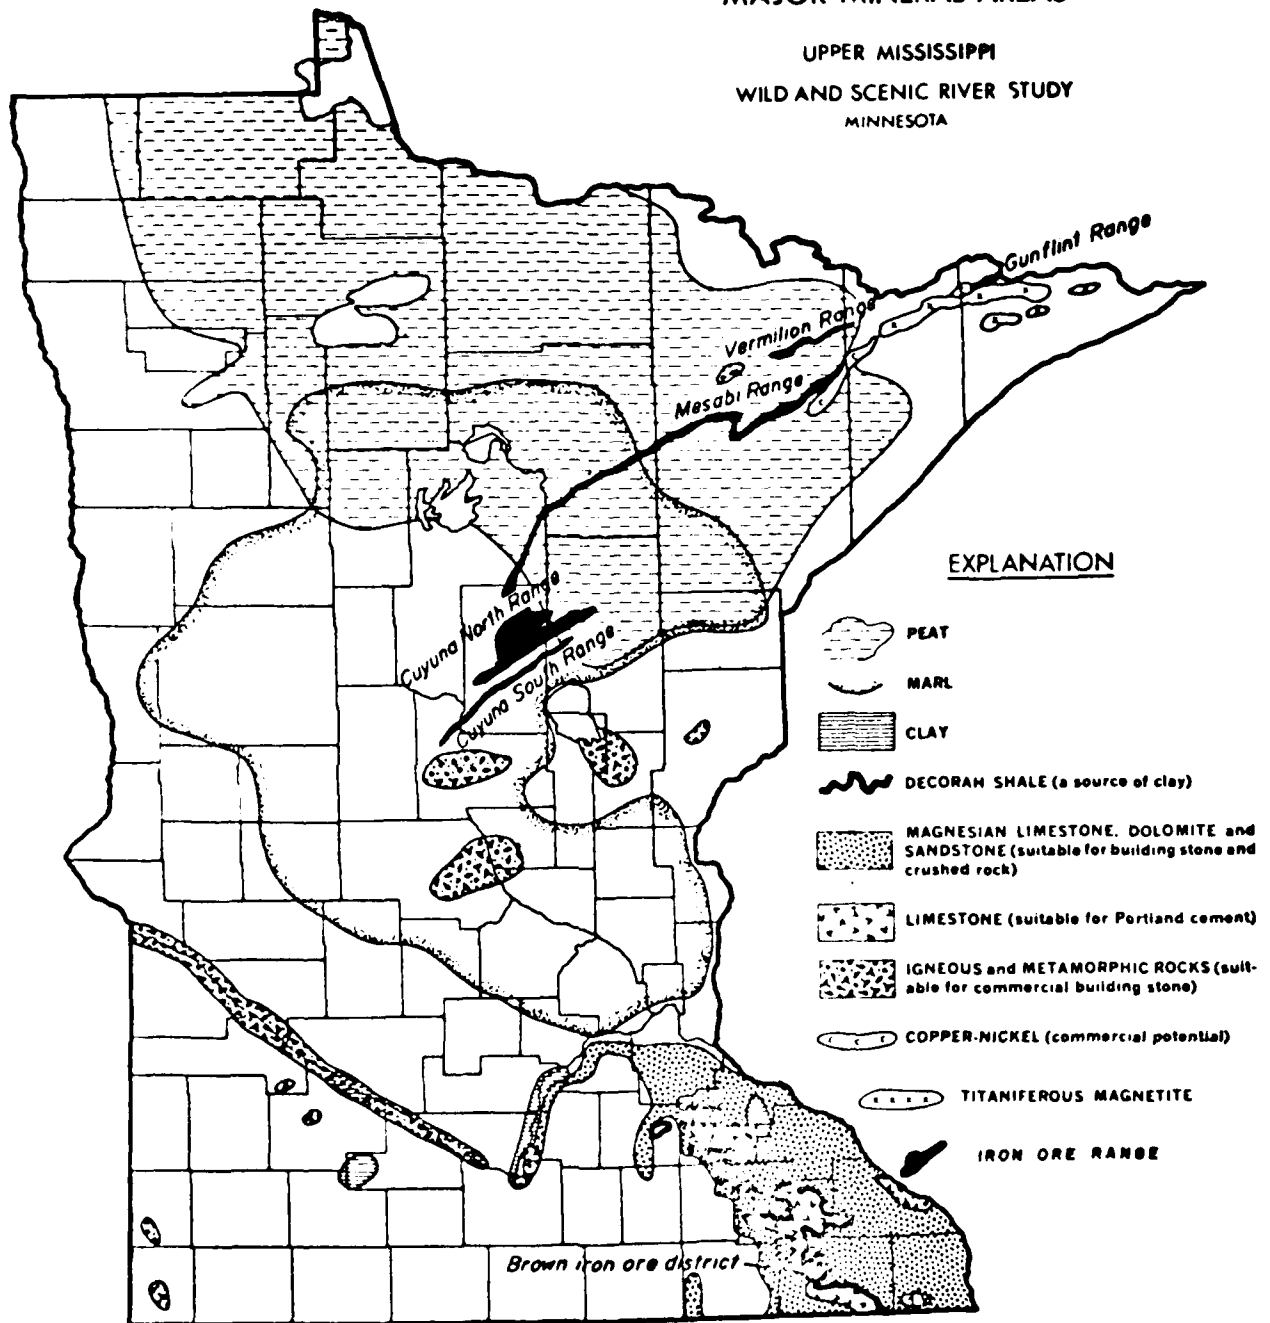 MAJOR MINERAL AREAS
UPPER MISSISSIPPI
WILD AND SCENIC RIVER STUDY
MINNESOTA
Gunflint Range
Vermilion Range
Mesabi Range
Cuyuna North Range
Cuyuna South Range
EXPLANATION
PEAT
MARL
CLAY
DECORAH SHALE (a source of clay)
MAGNESIAN LIMESTONE, DOLOMITE and
SANDSTONE (suitable for building stone and
crushed rock)
LIMESTONE (suitable for Portland cement)
IGNEOUS and METAMORPHIC ROCKS (suit-
able for commercial building stone)
COPPER-NICKEL (commercial potential)
TITANIFEROUS MAGNETITE
IRON ORE RANGE
Brown iron ore district